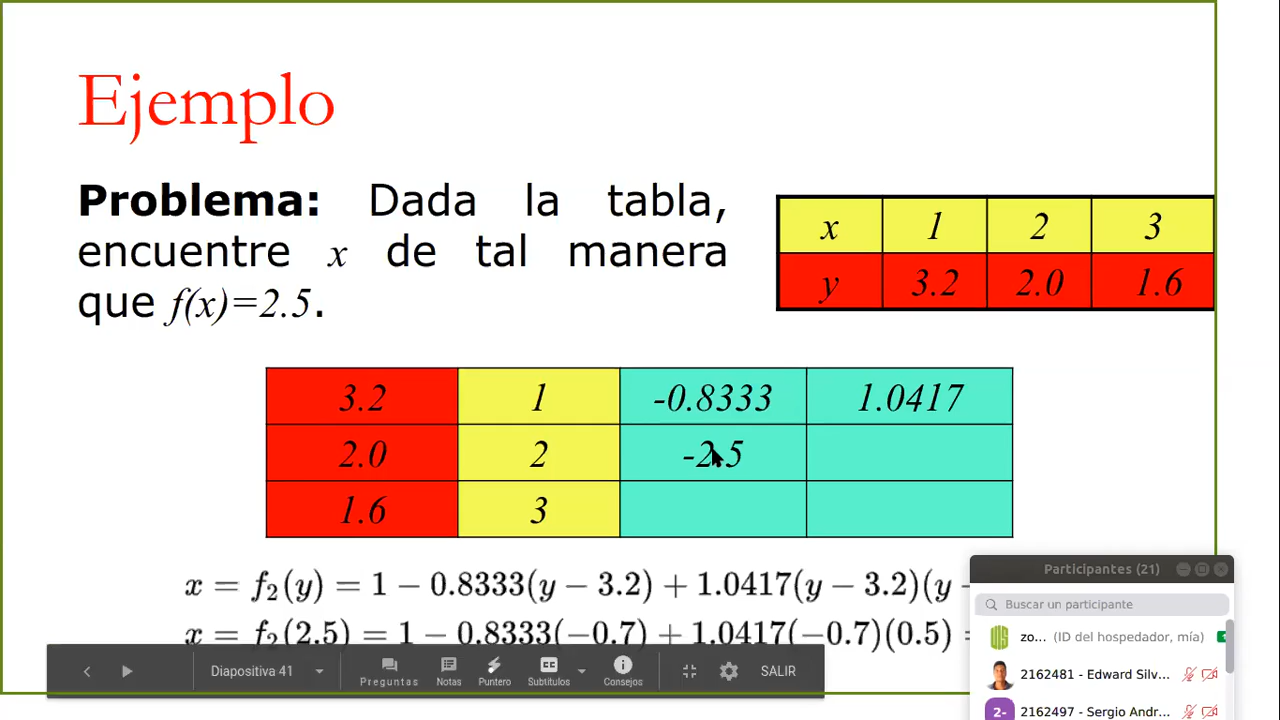 Ejemplo
Problema: Dada la tabla,
encuentre x de tal manera
que f(x)=2.5.
x 1 2 3
y 3.2 2.0 1.6
3.2 1 -0.8333 1.0417
2.0 2 -2.5
1.6 3
x = f₂(y) = 1 − 0.8333(y − 3.2) + 1.0417(y − 3.2)(y −
x = f₂(2.5) = 1 − 0.8333(−0.7) + 1.0417(−0.7)(0.5) =
Diapositiva 41
Preguntas
Notas
Puntero
Subtítulos
Consejos
SALIR
Participantes (21)
Buscar un participante
zo... (ID del hospedador, mía)
2162481 - Edward Silv...
2- 2162497 - Sergio Andr...